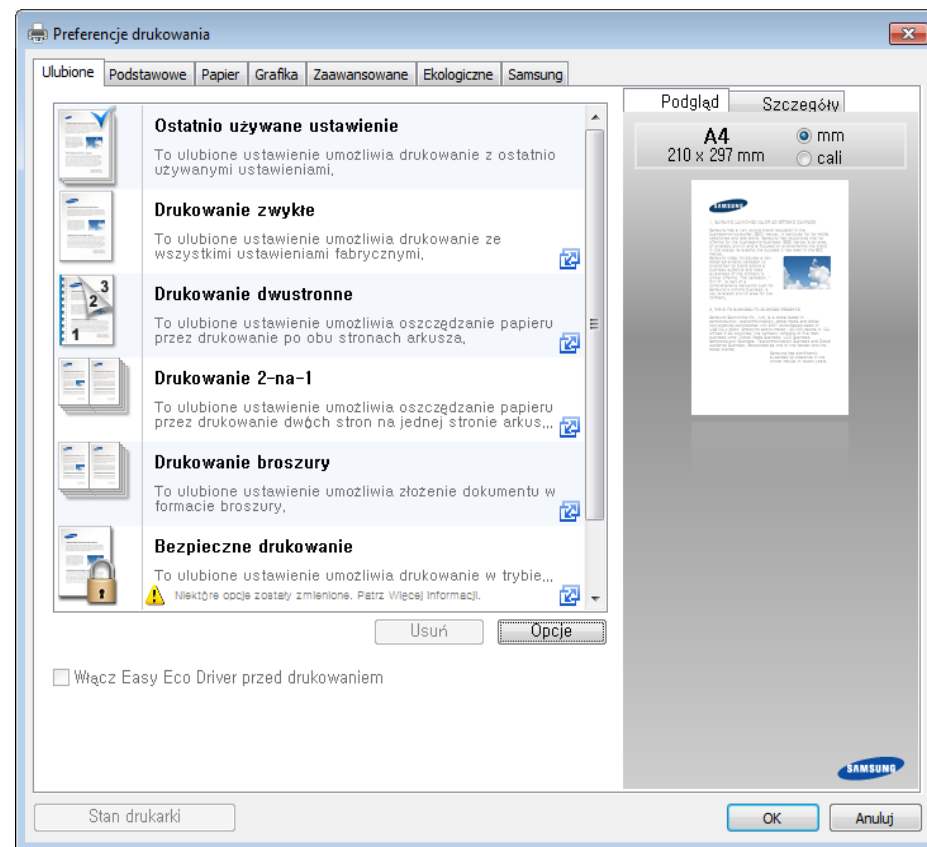 Preferencje drukowania
Ulubione Podstawowe Papier Grafika Zaawansowane Ekologiczne Samsung
Ostatnio używane ustawienie
To ulubione ustawienie umożliwia drukowanie z ostatnio
używanymi ustawieniami.
Drukowanie zwykłe
To ulubione ustawienie umożliwia drukowanie ze
wszystkimi ustawieniami fabrycznymi.
1 2 3
Drukowanie dwustronne
To ulubione ustawienie umożliwia oszczędzanie papieru
przez drukowanie po obu stronach arkusza.
Drukowanie 2-na-1
To ulubione ustawienie umożliwia oszczędzanie papieru
przez drukowanie dwóch stron na jednej stronie arkus...
Drukowanie broszury
To ulubione ustawienie umożliwia złożenie dokumentu w
formacie broszury.
Bezpieczne drukowanie
To ulubione ustawienie umożliwia drukowanie w trybie...
Niektóre opcje zostały zmienione. Patrz Więcej informacji.
Usuń Opcje
Włącz Easy Eco Driver przed drukowaniem
Podgląd Szczegóły
A4
210 x 297 mm
mm
cali
SAMSUNG
SAMSUNG
Stan drukarki
OK Anuluj